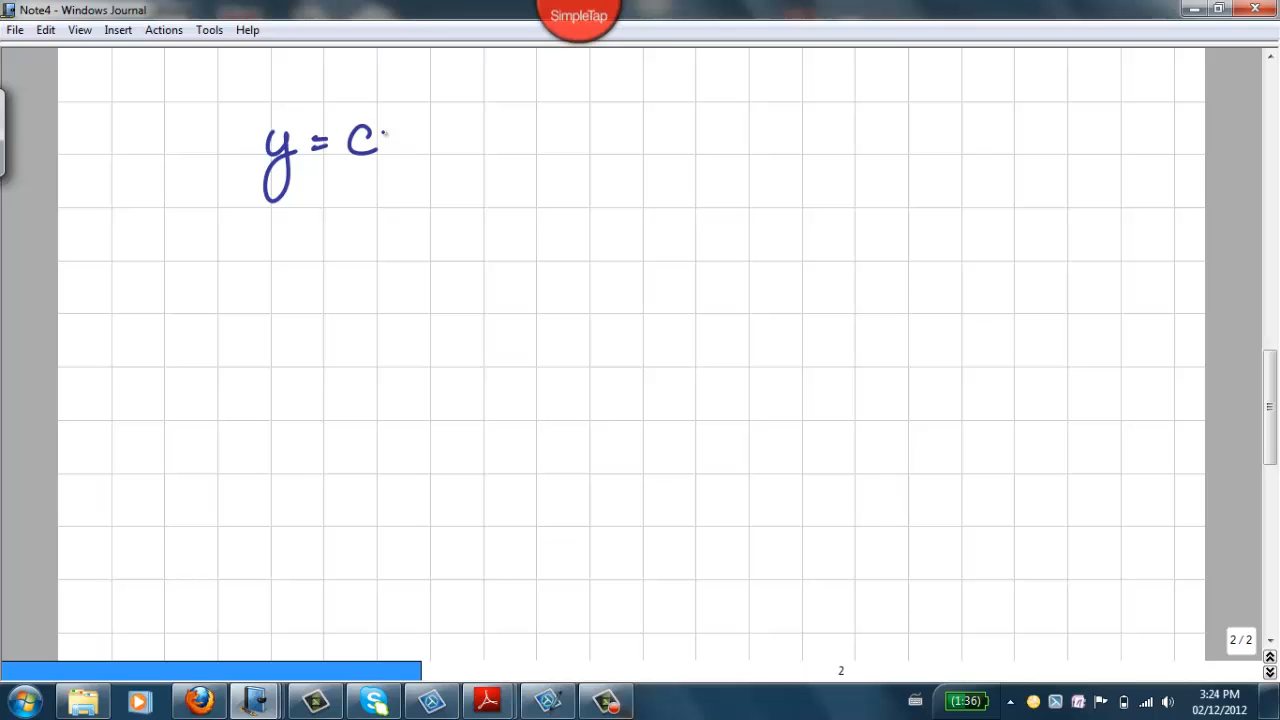 Note4 - Windows Journal
SimpleTap
File Edit View Insert Actions Tools Help
y = c
2 / 2
2
(1:36)
3:24 PM
02/12/2012